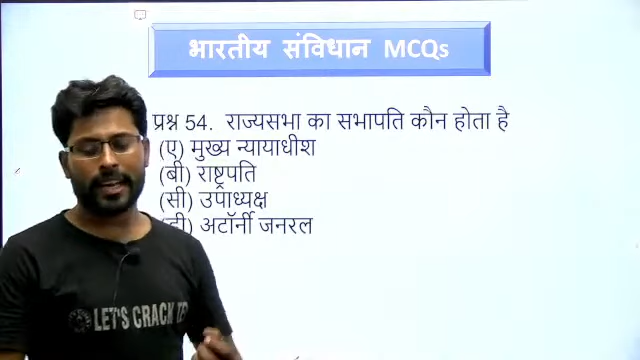 भारतीय संविधान MCQs
प्रश्न 54. राज्यसभा का सभापति कौन होता है
(ए) मुख्य न्यायाधीश
(बी) राष्ट्रपति
(सी) उपाध्यक्ष
(डी) अटॉर्नी जनरल
LET'S CRACK